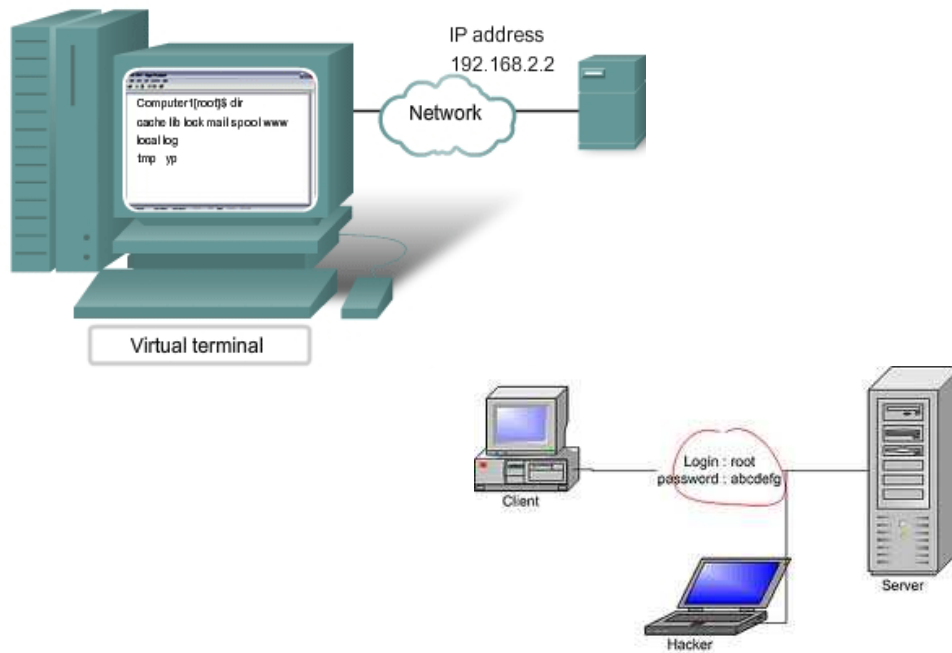 IP address
192.168.2.2
Computer1[root]$ dir
cache lib lock mail spool www
local log
tmp yp
Network
Virtual terminal
Login : root
password : abcdefg
Client
Server
Hacker